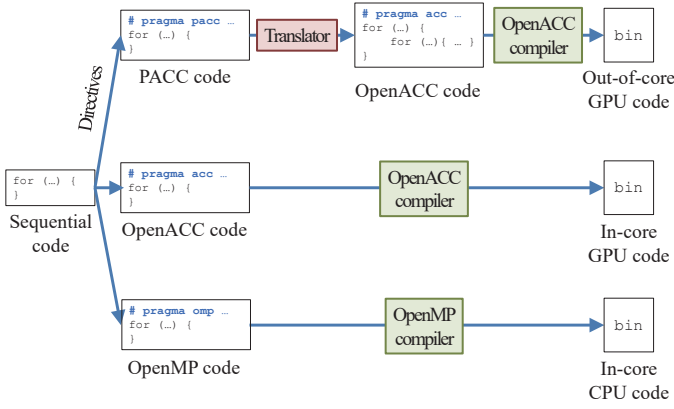 # pragma pacc …
for (…) {
}
PACC code
Translator
# pragma acc …
for (…) {
for (…){ … }
}
OpenACC code
OpenACC
compiler
bin
Out-of-core
GPU code
Directives
for (…) {
}
Sequential
code
# pragma acc …
for (…) {
}
OpenACC code
OpenACC
compiler
bin
In-core
GPU code
# pragma omp …
for (…) {
}
OpenMP code
OpenMP
compiler
bin
In-core
CPU code